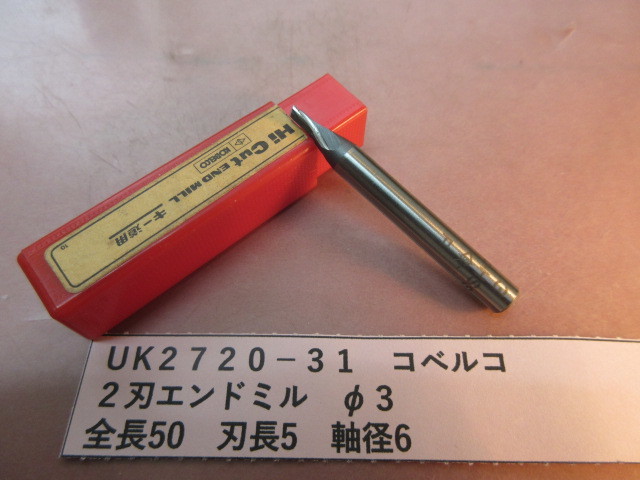 Hi Cut END MILL キー溝用
KOBELCO
UK2720-31 コベルコ
2刃エンドミル φ3
全長50 刃長5 軸径6